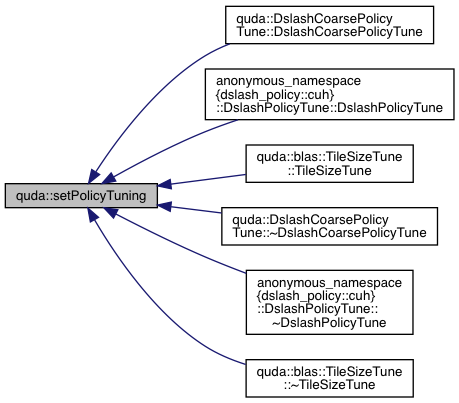 quda::DslashCoarsePolicy
Tune::DslashCoarsePolicyTune
anonymous_namespace
{dslash_policy::cuh}
::DslashPolicyTune::DslashPolicyTune
quda::blas::TileSizeTune
::TileSizeTune
quda::setPolicyTuning
quda::DslashCoarsePolicy
Tune::~DslashCoarsePolicyTune
anonymous_namespace
{dslash_policy::cuh}
::DslashPolicyTune::
~DslashPolicyTune
quda::blas::TileSizeTune
::~TileSizeTune